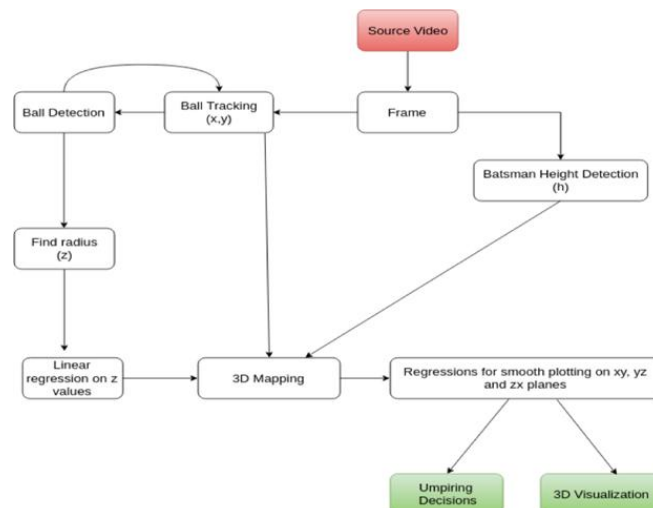 Source Video
Ball Detection
Ball Tracking
(x,y)
Frame
Batsman Height Detection
(h)
Find radius
(z)
Linear
regression on z
values
3D Mapping
Regressions for smooth plotting on xy, yz
and zx planes
Umpiring
Decisions
3D Visualization